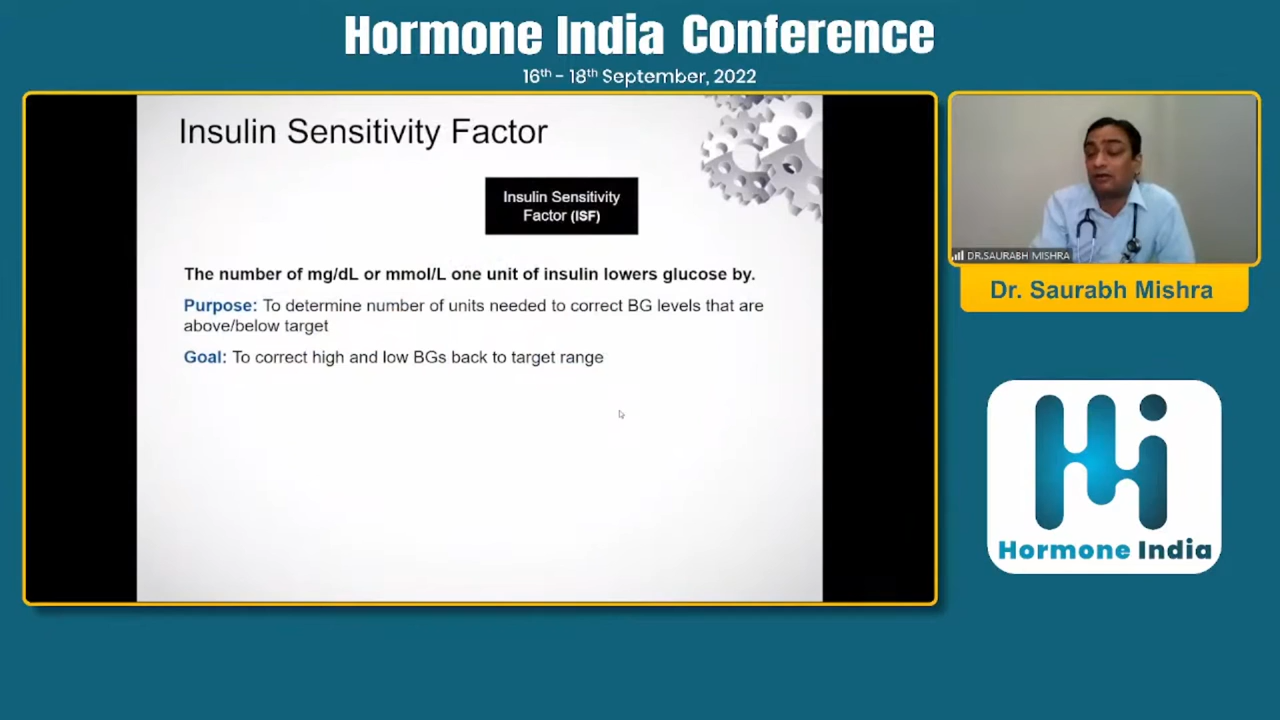 Hormone India Conference
16th - 18th September, 2022
Insulin Sensitivity Factor
Insulin Sensitivity
Factor (ISF)
The number of mg/dL or mmol/L one unit of insulin lowers glucose by.
Purpose: To determine number of units needed to correct BG levels that are
above/below target
Goal: To correct high and low BGs back to target range
DR.SAURABH MISHRA
Dr. Saurabh Mishra
Hi
Hormone India